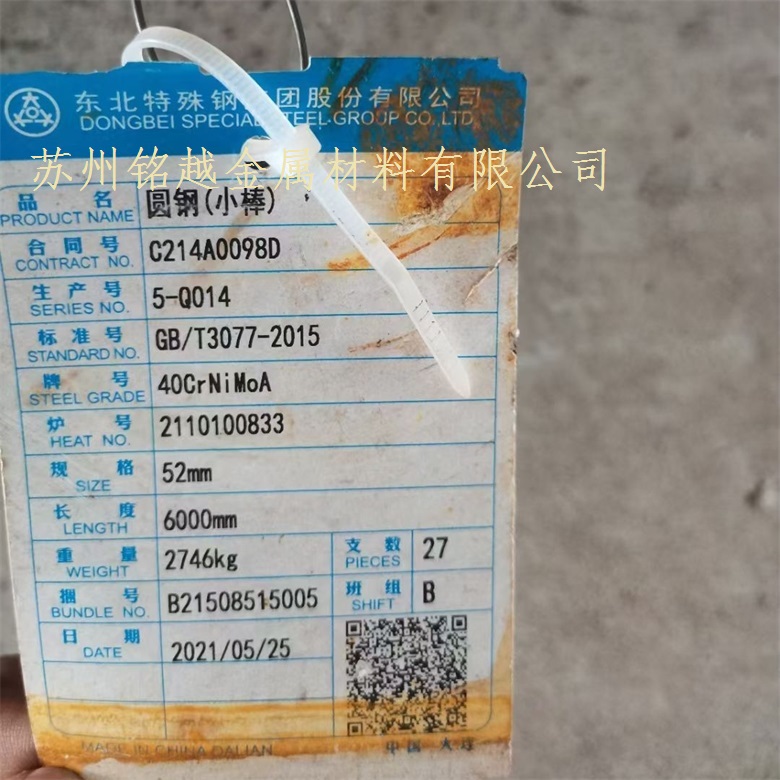 东北特殊钢集团股份有限公司
DONGBEI SPECIAL STEEL GROUP CO., LTD.
苏州铭越金属材料有限公司
品 名 圆钢(小棒)
PRODUCT NAME
合同号 C214A0098D
CONTRACT NO.
生产号 5-Q014
SERIES NO.
标准号 GB/T3077-2015
STANDARD NO.
牌 号 40CrNiMoA
STEEL GRADE
炉 号 2110100833
HEAT NO.
规 格 52mm
SIZE
长 度 6000mm
LENGTH
重 量 2746kg 支 数 27
WEIGHT PIECES
捆 号 B21508515005 班 组 B
BUNDLE NO. SHIFT
日 期 2021/05/25
DATE
MADE IN CHINA DALIAN 中国 大连